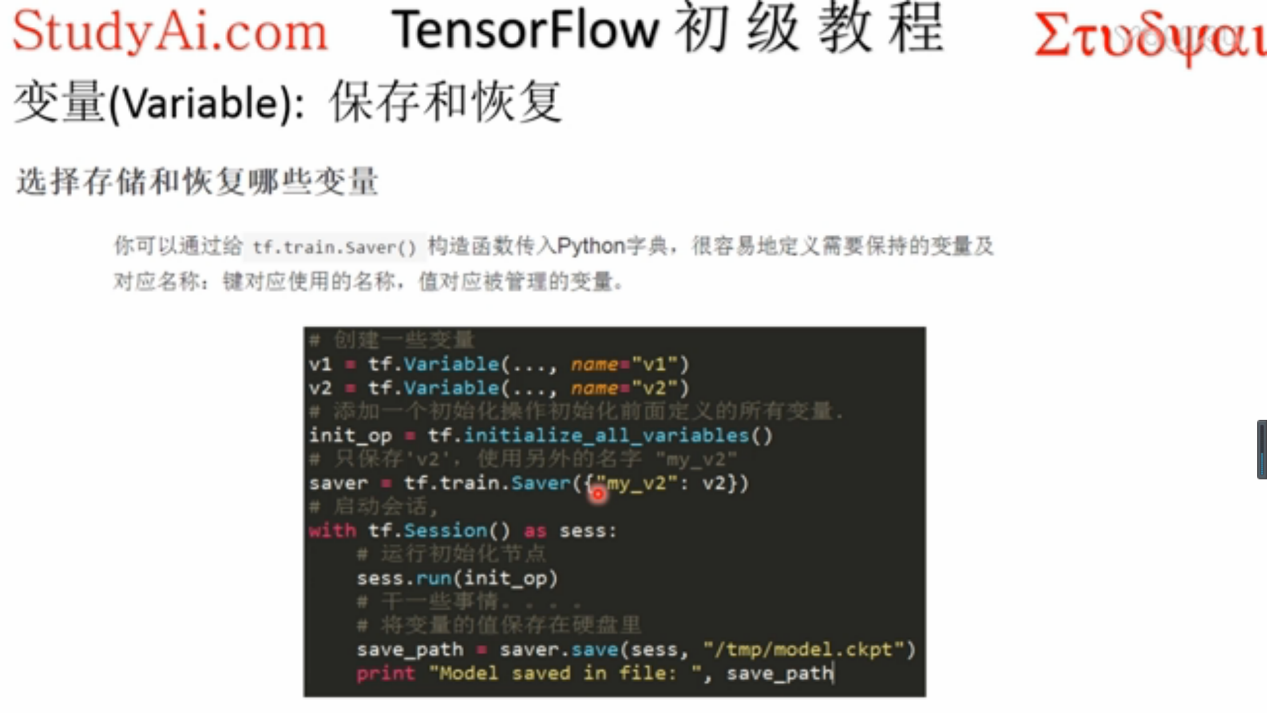 StudyAi.com
TensorFlow 初 级 教 程
Στυδψαι
变量(Variable): 保存和恢复
选择存储和恢复哪些变量
你可以通过给 tf.train.Saver() 构造函数传入Python字典，很容易地定义需要保持的变量及
对应名称：键对应使用的名称，值对应被管理的变量。
# 创建一些变量
v1 = tf.Variable(..., name="v1")
v2 = tf.Variable(..., name="v2")
# 添加一个初始化操作初始化前面定义的所有变量.
init_op = tf.initialize_all_variables()
# 只保存'v2', 使用另外的名字 "my_v2"
saver = tf.train.Saver({"my_v2": v2})
# 启动会话,
with tf.Session() as sess:
    # 运行初始化节点
    sess.run(init_op)
    # 干一些事情。。。。
    # 将变量的值保存在硬盘里
    save_path = saver.save(sess, "/tmp/model.ckpt")
    print "Model saved in file: ", save_path